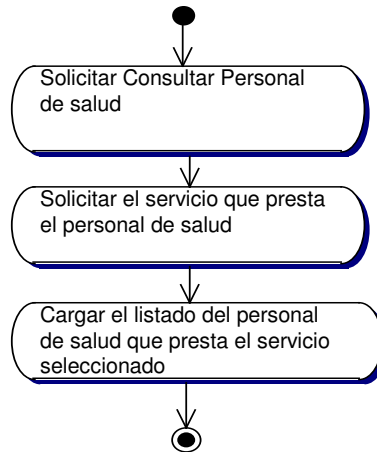 Solicitar Consultar Personal
de salud
Solicitar el servicio que presta
el personal de salud
Cargar el listado del personal
de salud que presta el servicio
seleccionado